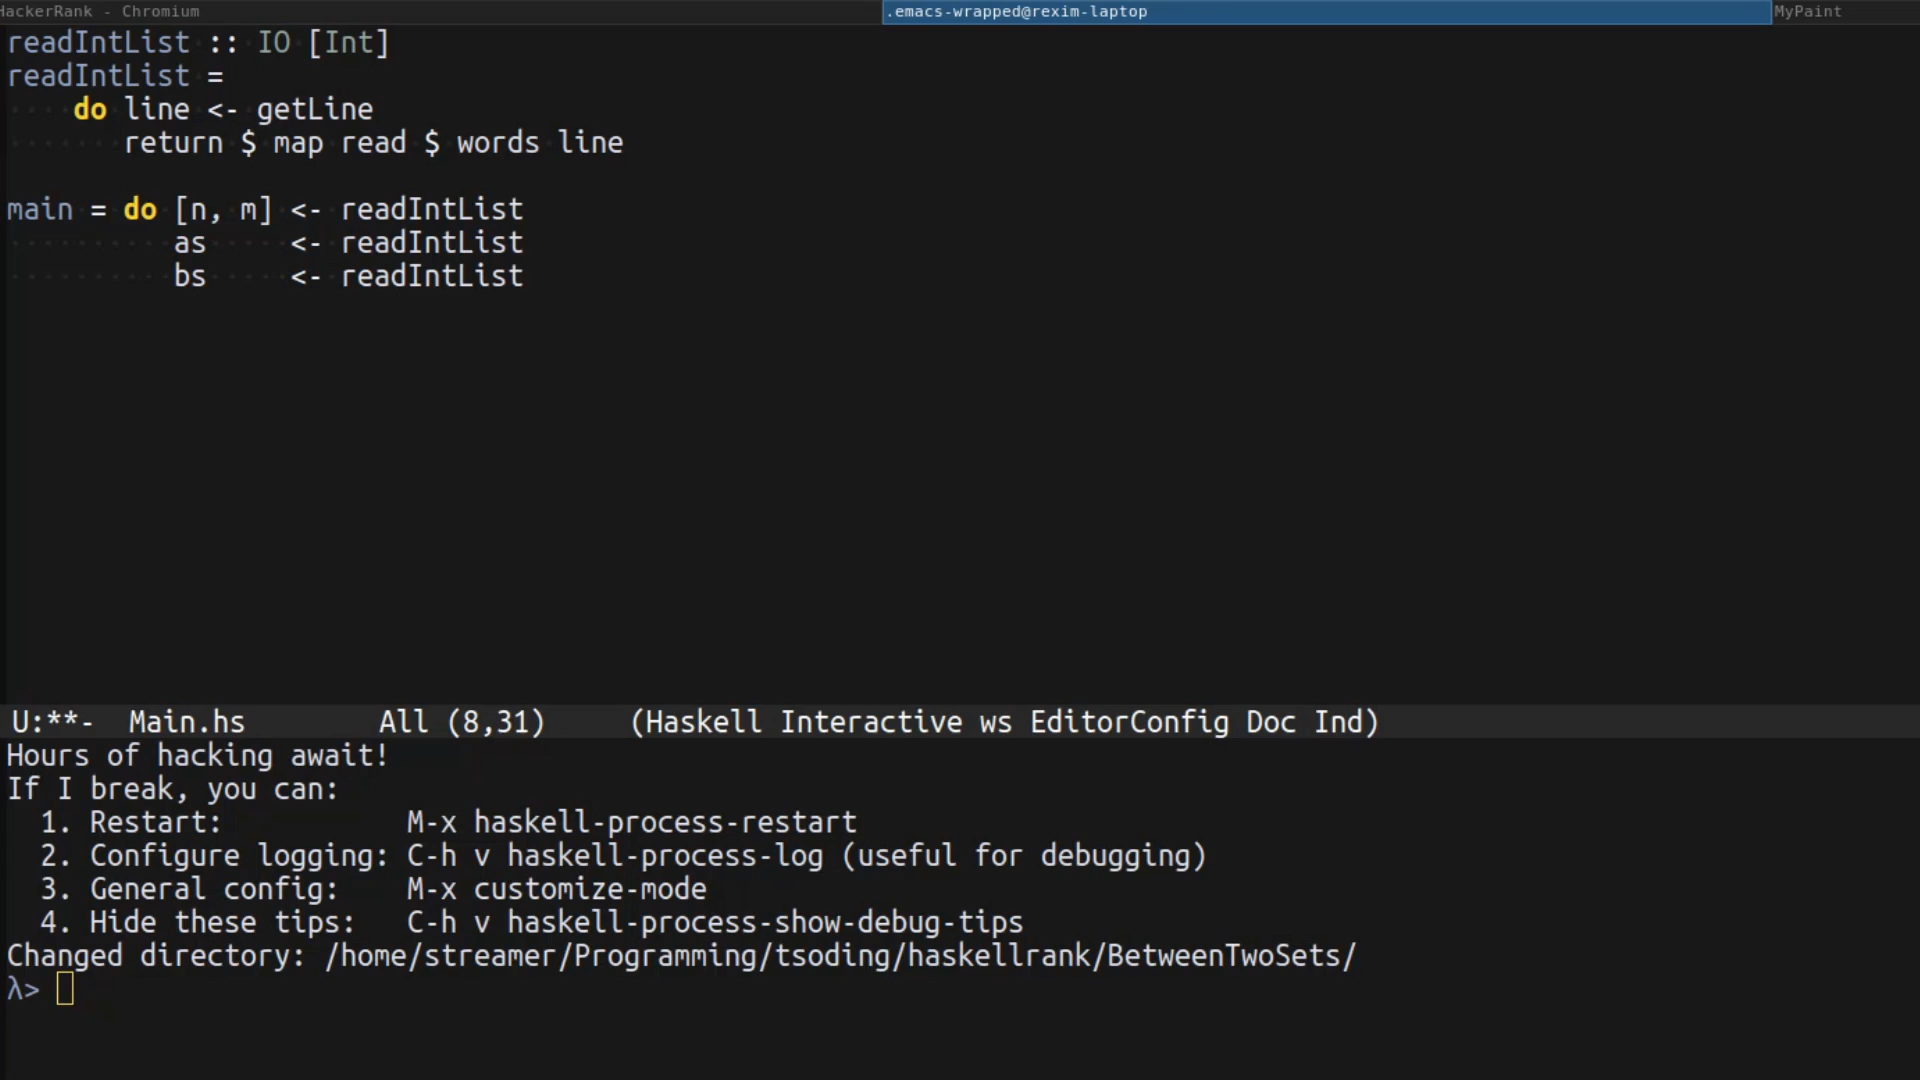 HackerRank - Chromium .emacs-wrapped@rexim-laptop MyPaint
readIntList :: IO [Int]
readIntList =
    do line <- getLine
       return $ map read $ words line
main = do [n, m] <- readIntList
          as     <- readIntList
          bs     <- readIntList
U:**-  Main.hs        All (8,31)     (Haskell Interactive ws EditorConfig Doc Ind)
Hours of hacking await!
If I break, you can:
  1. Restart:           M-x haskell-process-restart
  2. Configure logging: C-h v haskell-process-log (useful for debugging)
  3. General config:    M-x customize-mode
  4. Hide these tips:   C-h v haskell-process-show-debug-tips
Changed directory: /home/streamer/Programming/tsoding/haskellrank/BetweenTwoSets/
λ>